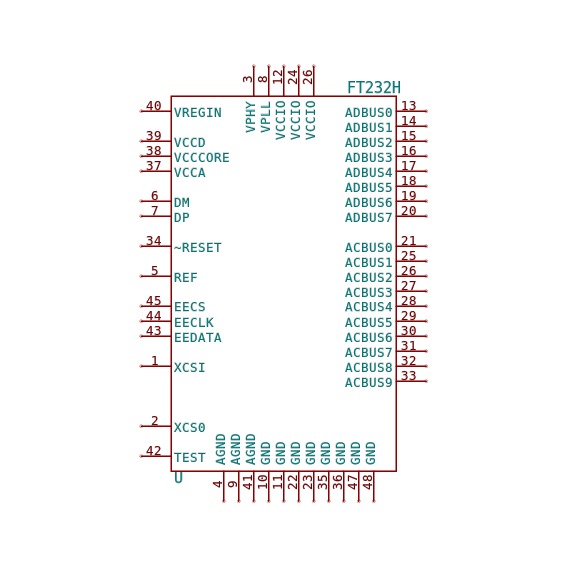 FT232H
3 8 12 24 26
VPHY VPLL VCCIO VCCIO VCCIO
40 VREGIN
39 VCCD
38 VCCCORE
37 VCCA
6 DM
7 DP
34 ~RESET
5 REF
45 EECS
44 EECLK
43 EEDATA
1 XCSI
2 XCS0
42 TEST
ADBUS0 13
ADBUS1 14
ADBUS2 15
ADBUS3 16
ADBUS4 17
ADBUS5 18
ADBUS6 19
ADBUS7 20
ACBUS0 21
ACBUS1 25
ACBUS2 26
ACBUS3 27
ACBUS4 28
ACBUS5 29
ACBUS6 30
ACBUS7 31
ACBUS8 32
ACBUS9 33
AGND AGND AGND GND GND GND GND GND GND GND GND
4 9 41 10 11 22 23 35 36 47 48
U